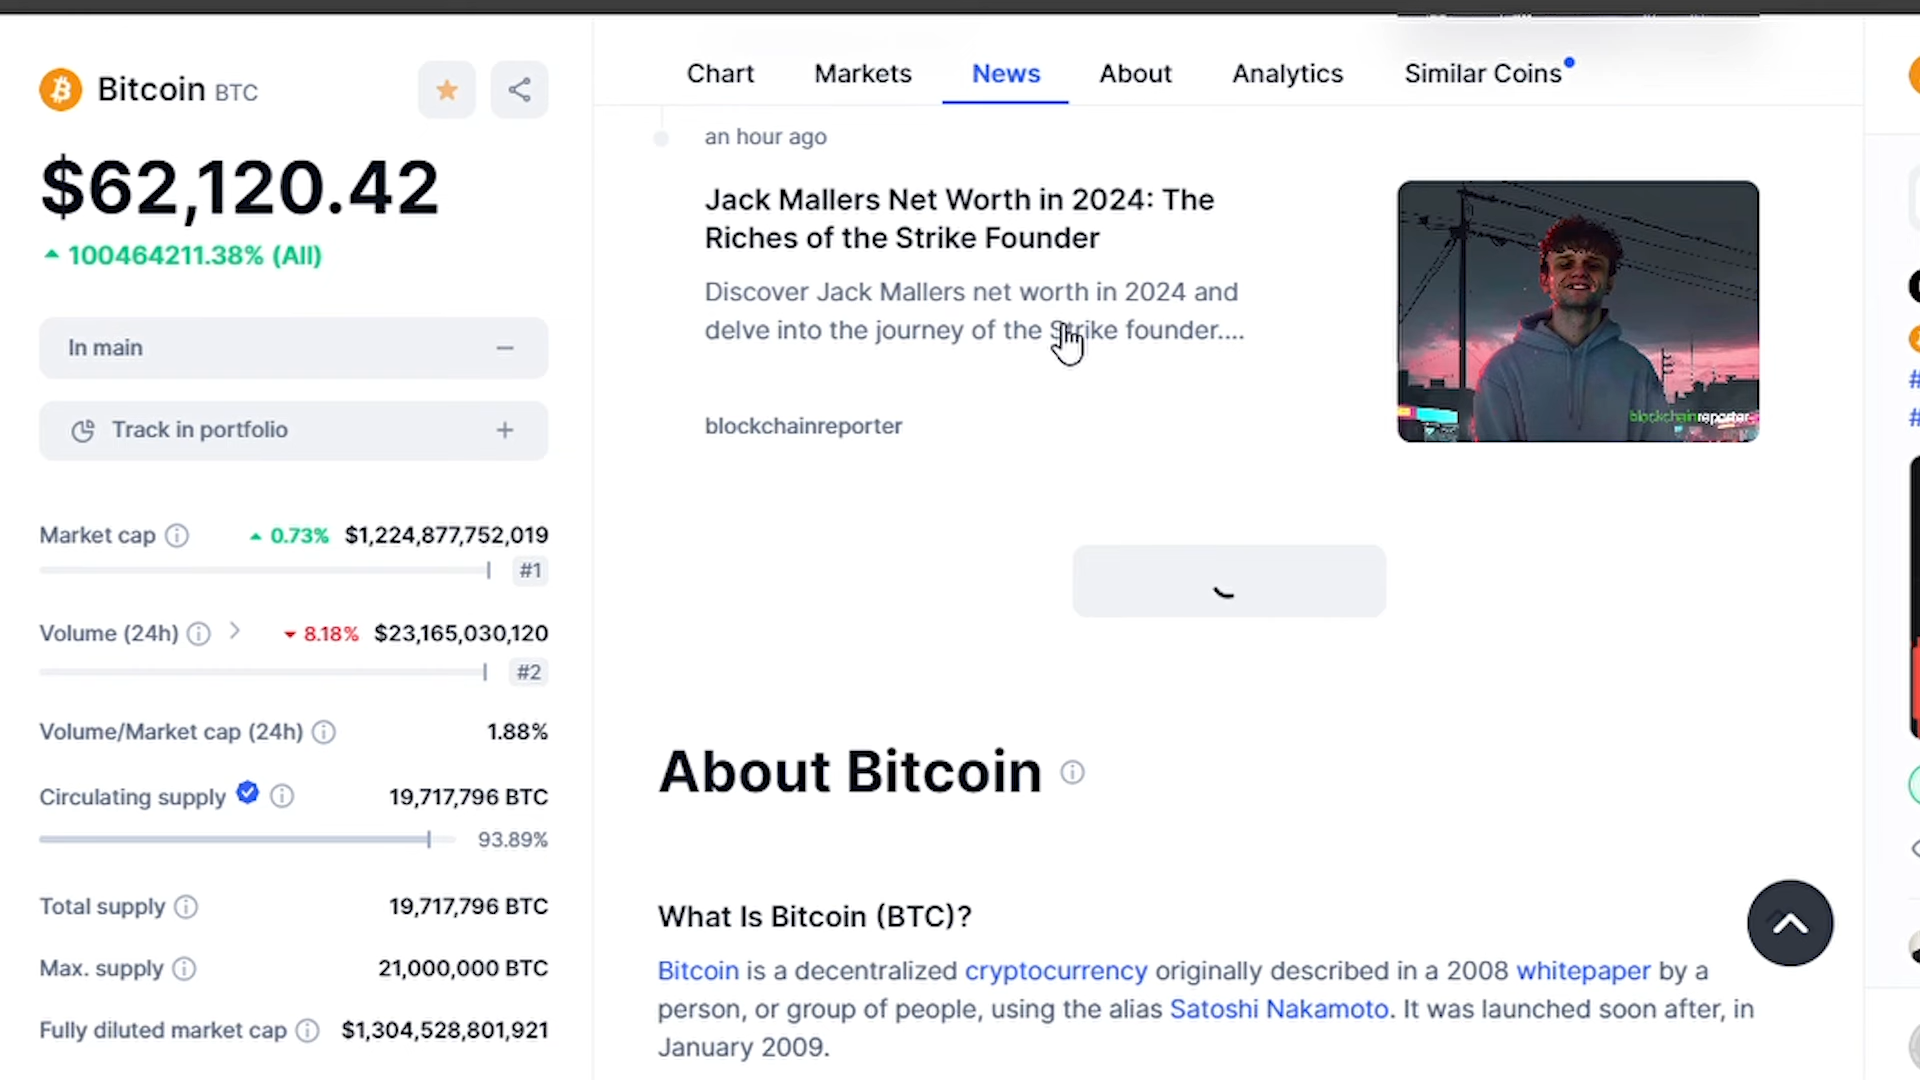 Bitcoin BTC
$62,120.42
100464211.38% (All)
In main
Track in portfolio
Market cap 0.73% $1,224,877,752,019
#1
Volume (24h) 8.18% $23,165,030,120
#2
Volume/Market cap (24h) 1.88%
Circulating supply 19,717,796 BTC
93.89%
Total supply 19,717,796 BTC
Max. supply 21,000,000 BTC
Fully diluted market cap $1,304,528,801,921
Chart Markets News About Analytics Similar Coins
an hour ago
Jack Mallers Net Worth in 2024: The
Riches of the Strike Founder
Discover Jack Mallers net worth in 2024 and
delve into the journey of the Strike founder....
blockchainreporter
blockchainreporter
About Bitcoin
What Is Bitcoin (BTC)?
Bitcoin is a decentralized cryptocurrency originally described in a 2008 whitepaper by a
person, or group of people, using the alias Satoshi Nakamoto. It was launched soon after, in
January 2009.
#
#